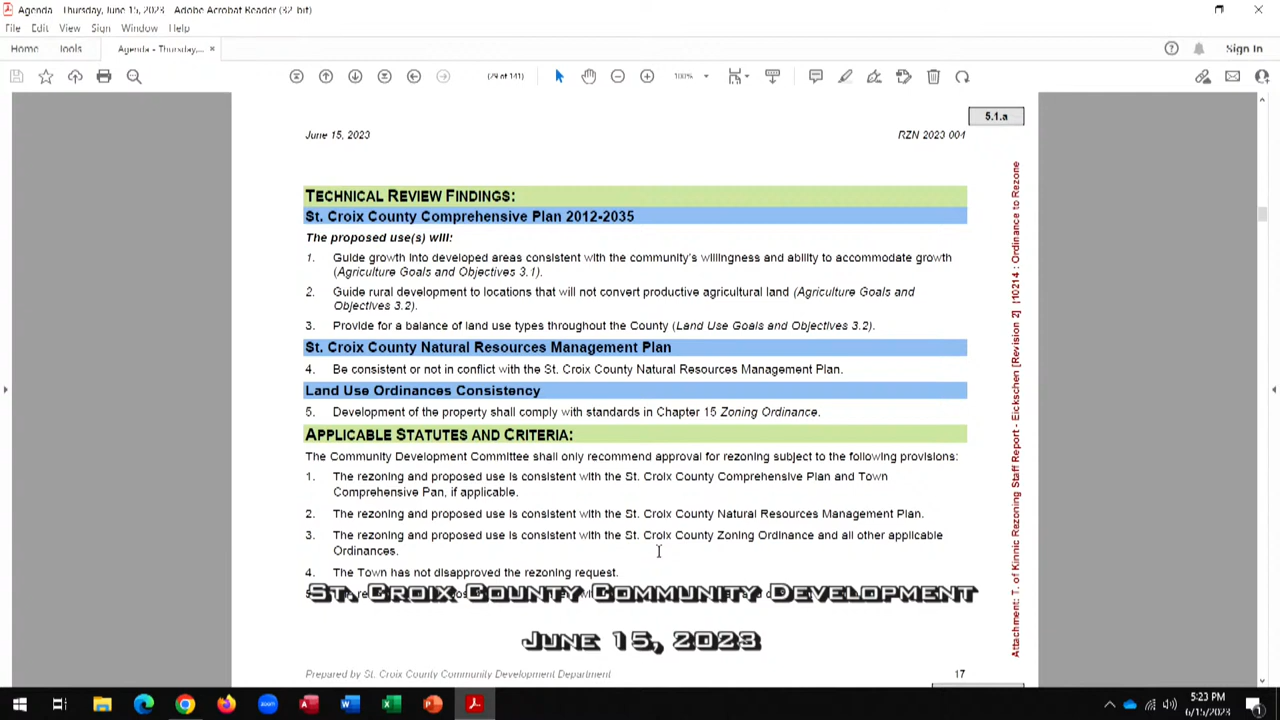 Agenda - Thursday, June 15, 2023 - Adobe Acrobat Reader (32-bit)
File Edit View Sign Window Help
Home Tools Agenda - Thursday,... × Sign In
(29 of 141) 100%
5.1.a
June 15, 2023 RZN 2023 004
TECHNICAL REVIEW FINDINGS:
St. Croix County Comprehensive Plan 2012-2035
The proposed use(s) will:
1. Guide growth into developed areas consistent with the community's willingness and ability to accommodate growth
(Agriculture Goals and Objectives 3.1).
2. Guide rural development to locations that will not convert productive agricultural land (Agriculture Goals and
Objectives 3.2).
3. Provide for a balance of land use types throughout the County (Land Use Goals and Objectives 3.2).
St. Croix County Natural Resources Management Plan
4. Be consistent or not in conflict with the St. Croix County Natural Resources Management Plan.
Land Use Ordinances Consistency
5. Development of the property shall comply with standards in Chapter 15 Zoning Ordinance.
APPLICABLE STATUTES AND CRITERIA:
The Community Development Committee shall only recommend approval for rezoning subject to the following provisions:
1. The rezoning and proposed use is consistent with the St. Croix County Comprehensive Plan and Town
Comprehensive Pan, if applicable.
2. The rezoning and proposed use is consistent with the St. Croix County Natural Resources Management Plan.
3. The rezoning and proposed use is consistent with the St. Croix County Zoning Ordinance and all other applicable
Ordinances.
4. The Town has not disapproved the rezoning request.
St. Croix County Community Development
June 15, 2023
Prepared by St. Croix County Community Development Department 17
Attachment: T. of Kinnic Rezoning Staff Report - Eickschen [Revision 2] (10214 : Ordinance to Rezone
zoom
5:23 PM
6/15/2023